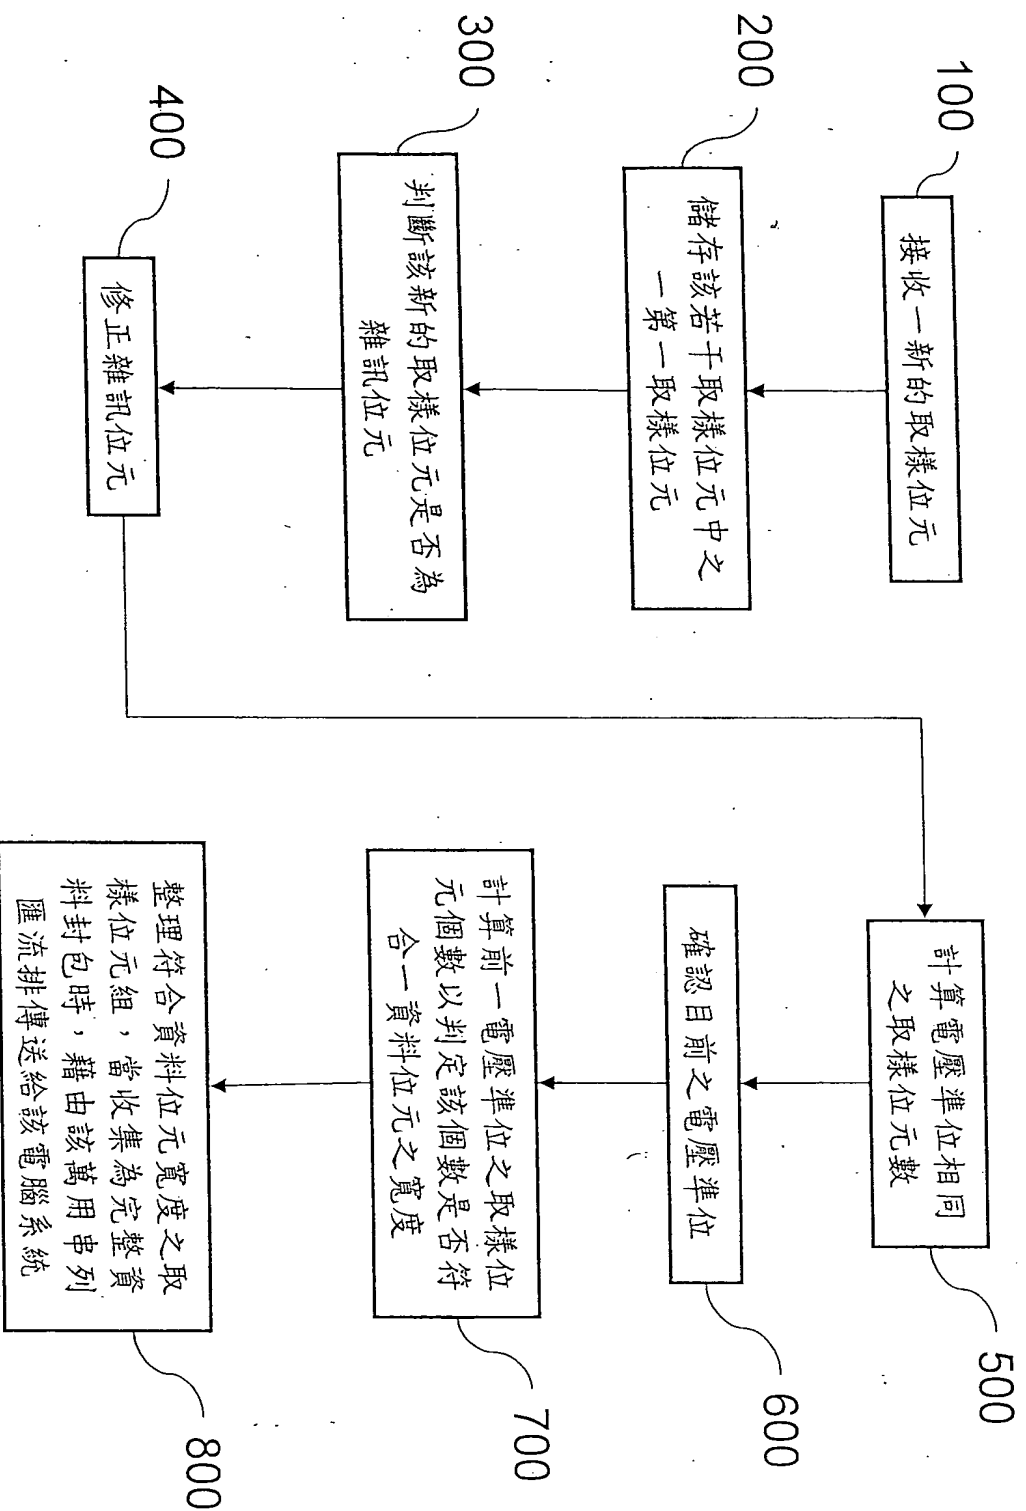 100
接收一新的取樣位元
200
儲存該若干取樣位元中之
一第一取樣位元
300
判斷該新的取樣位元是否為
雜訊位元
400
修正雜訊位元
計算電壓準位相同
之取樣位元數
500
確認目前之電壓準位
600
計算前一電壓準位之取樣位
元個數以判定該個數是否符
合一資料位元之寬度
700
整理符合資料位元寬度之取
樣位元組，當收集為完整資
料封包時，藉由該萬用串列
匯流排傳送給該電腦系統
800